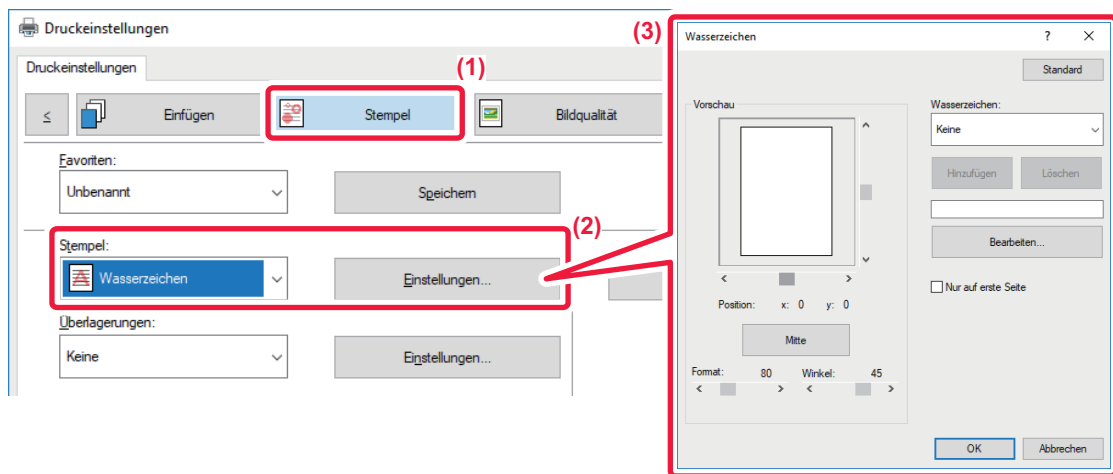 Druckeinstellungen
Druckeinstellungen
(1)
< Einfügen Stempel Bildqualität
Favoriten:
Unbenannt Speichern
(2)
Stempel:
Wasserzeichen Einstellungen...
Überlagerungen:
Keine Einstellungen...
(3)
Wasserzeichen ?
Standard
Vorschau
Wasserzeichen:
Keine
Hinzufügen Löschen
Bearbeiten...
Nur auf erste Seite
Position: x: 0 y: 0
Mitte
Format: 80 Winkel: 45
OK Abbrechen